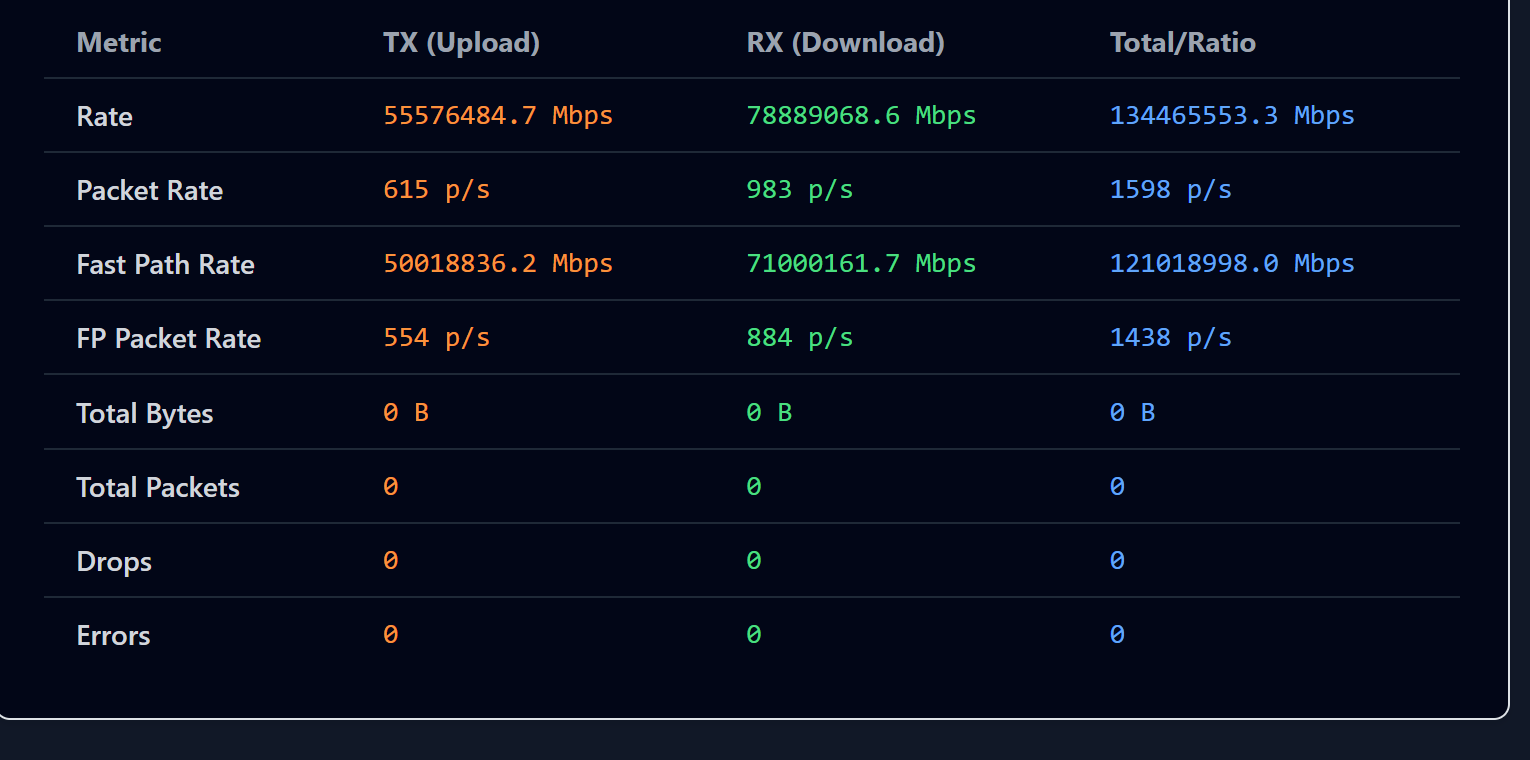 Metric TX (Upload) RX (Download) Total/Ratio
Rate 55576484.7 Mbps 78889068.6 Mbps 134465553.3 Mbps
Packet Rate 615 p/s 983 p/s 1598 p/s
Fast Path Rate 50018836.2 Mbps 71000161.7 Mbps 121018998.0 Mbps
FP Packet Rate 554 p/s 884 p/s 1438 p/s
Total Bytes 0 B 0 B 0 B
Total Packets 0 0 0
Drops 0 0 0
Errors 0 0 0